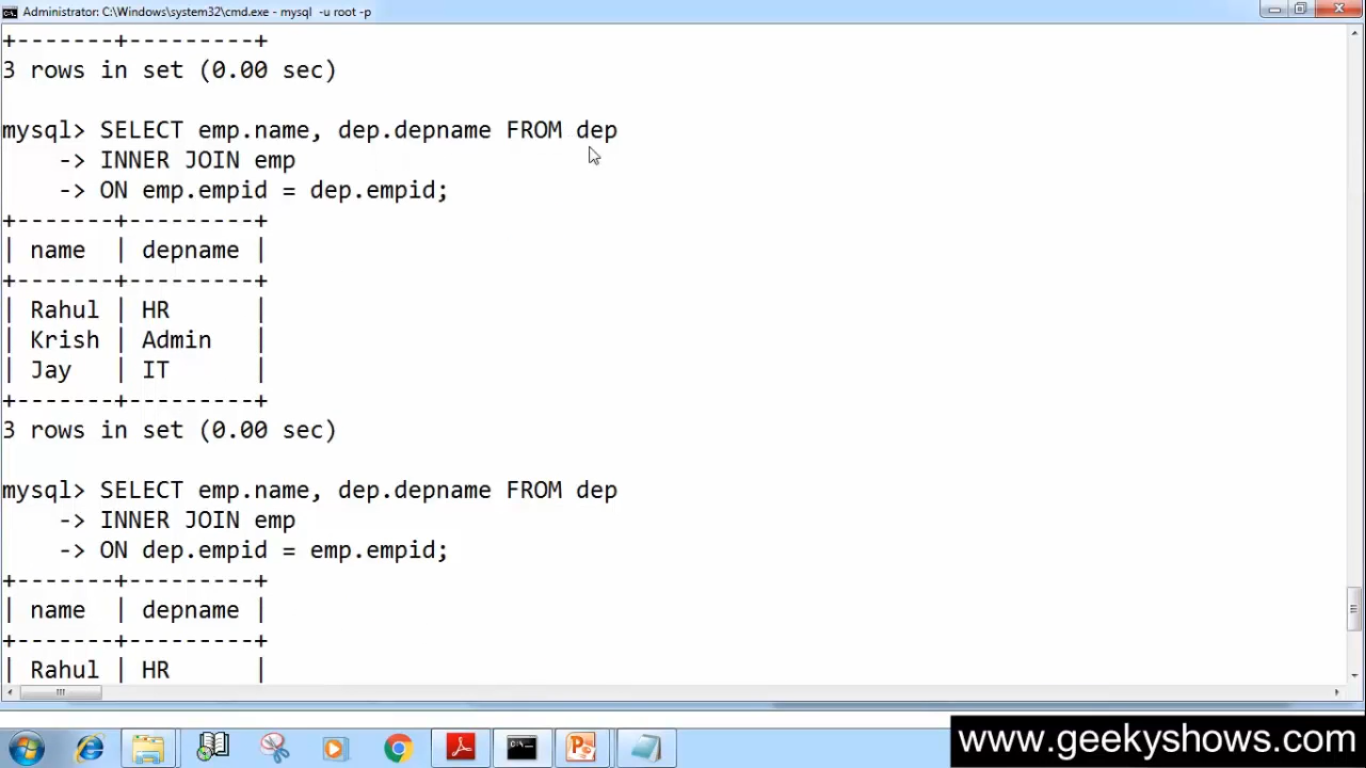 Administrator: C:\Windows\system32\cmd.exe - mysql -u root -p
+-------+---------+
3 rows in set (0.00 sec)
mysql> SELECT emp.name, dep.depname FROM dep
    -> INNER JOIN emp
    -> ON emp.empid = dep.empid;
+-------+---------+
| name  | depname |
+-------+---------+
| Rahul | HR      |
| Krish | Admin   |
| Jay   | IT      |
+-------+---------+
3 rows in set (0.00 sec)
mysql> SELECT emp.name, dep.depname FROM dep
    -> INNER JOIN emp
    -> ON dep.empid = emp.empid;
+-------+---------+
| name  | depname |
+-------+---------+
| Rahul | HR      |
www.geekyshows.com